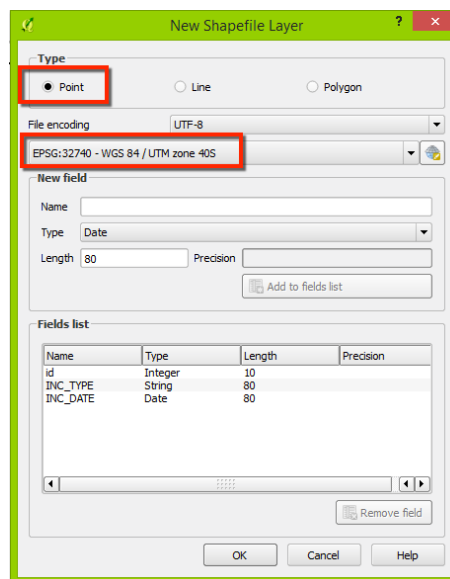 New Shapefile Layer ? ×
Type
Point Line Polygon
File encoding UTF-8
EPSG:32740 - WGS 84 / UTM zone 40S
New field
Name
Type Date
Length 80 Precision
Add to fields list
Fields list
Name Type Length Precision
id Integer 10
INC_TYPE String 80
INC_DATE Date 80
Remove field
OK Cancel Help